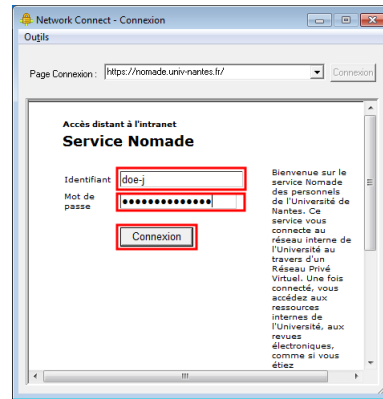 Network Connect - Connexion
Outils
Page Connexion : https://nomade.univ-nantes.fr/ Connexion
Accès distant à l'intranet
Service Nomade
Identifiant doe-j
Mot de passe ●●●●●●●●●●●●●●
Connexion
Bienvenue sur le
service Nomade
des personnels
de l'Université de
Nantes. Ce
service vous
connecte au
réseau interne de
l'Université au
travers d'un
Réseau Privé
Virtuel. Une fois
connecté, vous
accédez aux
ressources
internes de
l'Université, aux
revues
électroniques,
comme si vous
étiez